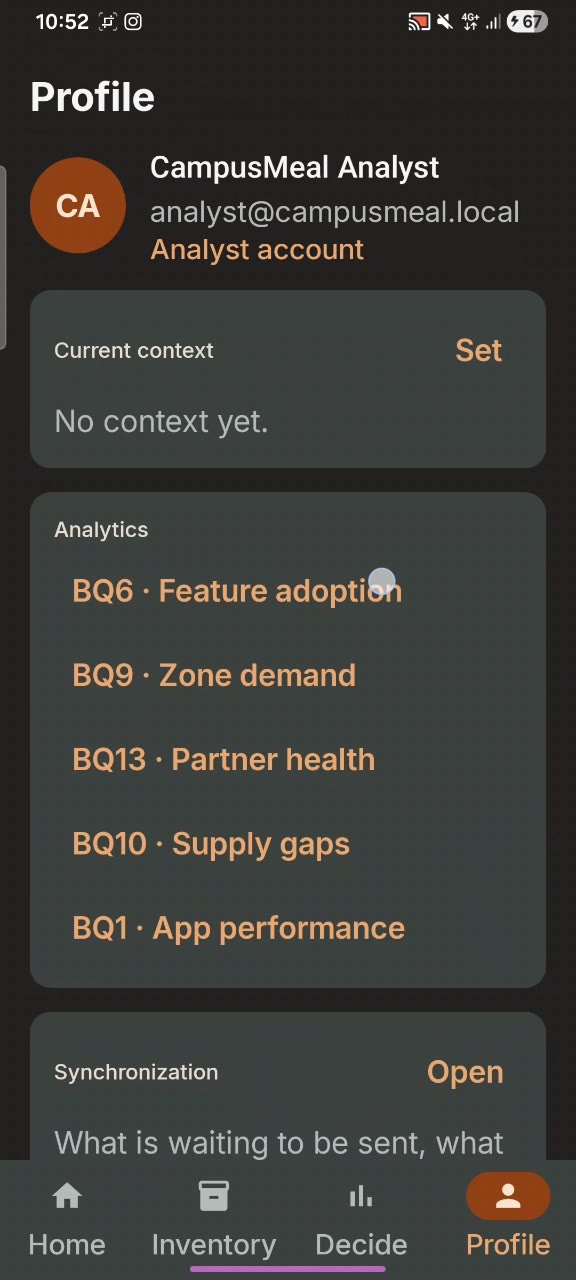 10:52
4G+
67
Profile
CA
CampusMeal Analyst
analyst@campusmeal.local
Analyst account
Current context
Set
No context yet.
Analytics
BQ6 · Feature adoption
BQ9 · Zone demand
BQ13 · Partner health
BQ10 · Supply gaps
BQ1 · App performance
Synchronization
Open
What is waiting to be sent, what
Home
Inventory
Decide
Profile